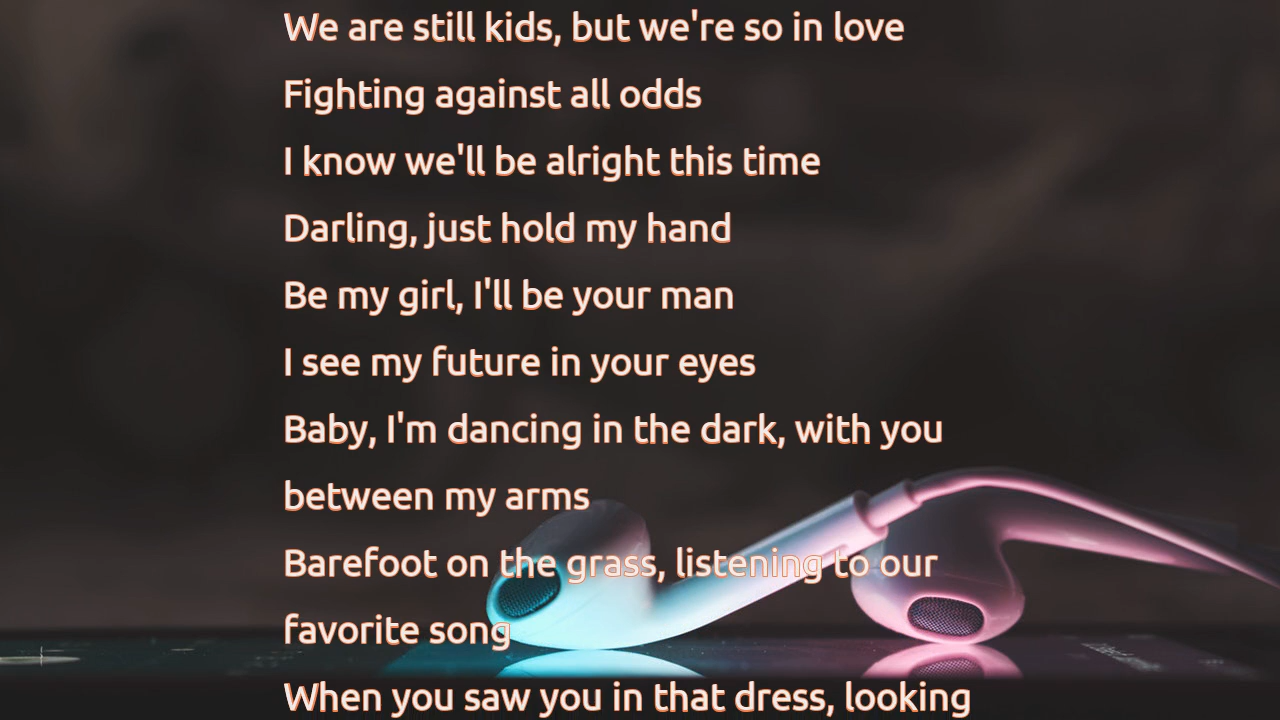 We are still kids, but we're so in love
Fighting against all odds
I know we'll be alright this time
Darling, just hold my hand
Be my girl, I'll be your man
I see my future in your eyes
Baby, I'm dancing in the dark, with you
between my arms
Barefoot on the grass, listening to our
favorite song
When you saw you in that dress, looking